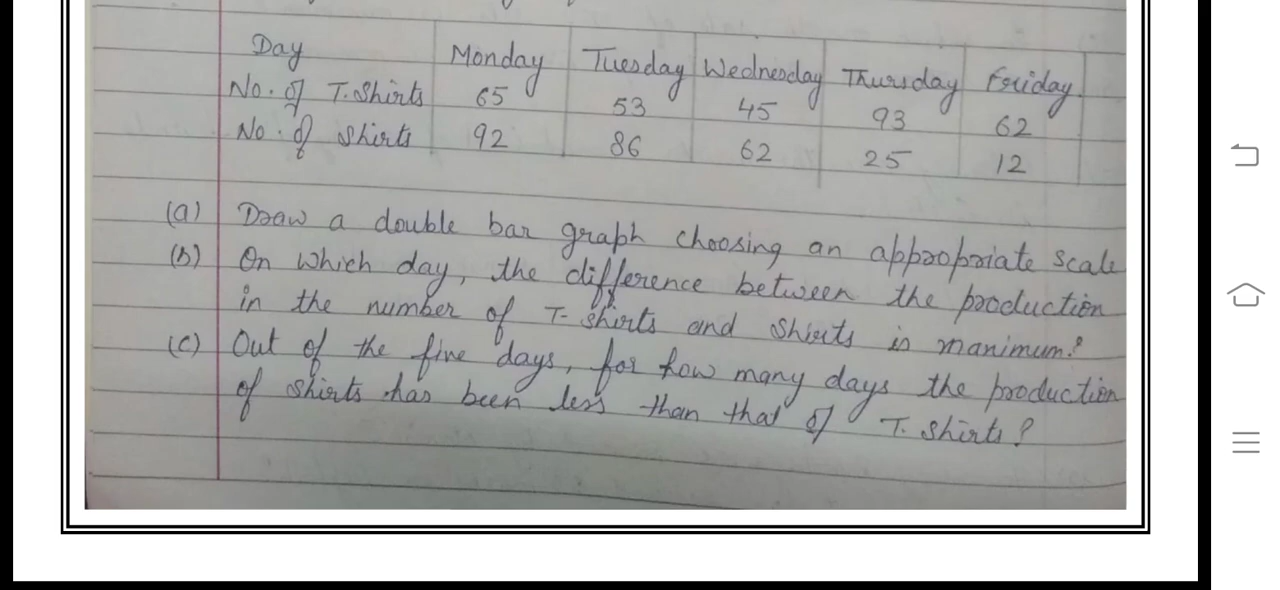 Day Monday Tuesday Wednesday Thursday Friday
No. of T. Shirts 65 53 45 93 62
No. of Shirts 92 86 62 25 12
(a) Draw a double bar graph choosing an appropriate scale
(b) On which day, the difference between the production
in the number of T- Shirts and Shirts is manimum?
(c) Out of the five days, for how many days the production
of shirts has been less than that of T. Shirts?